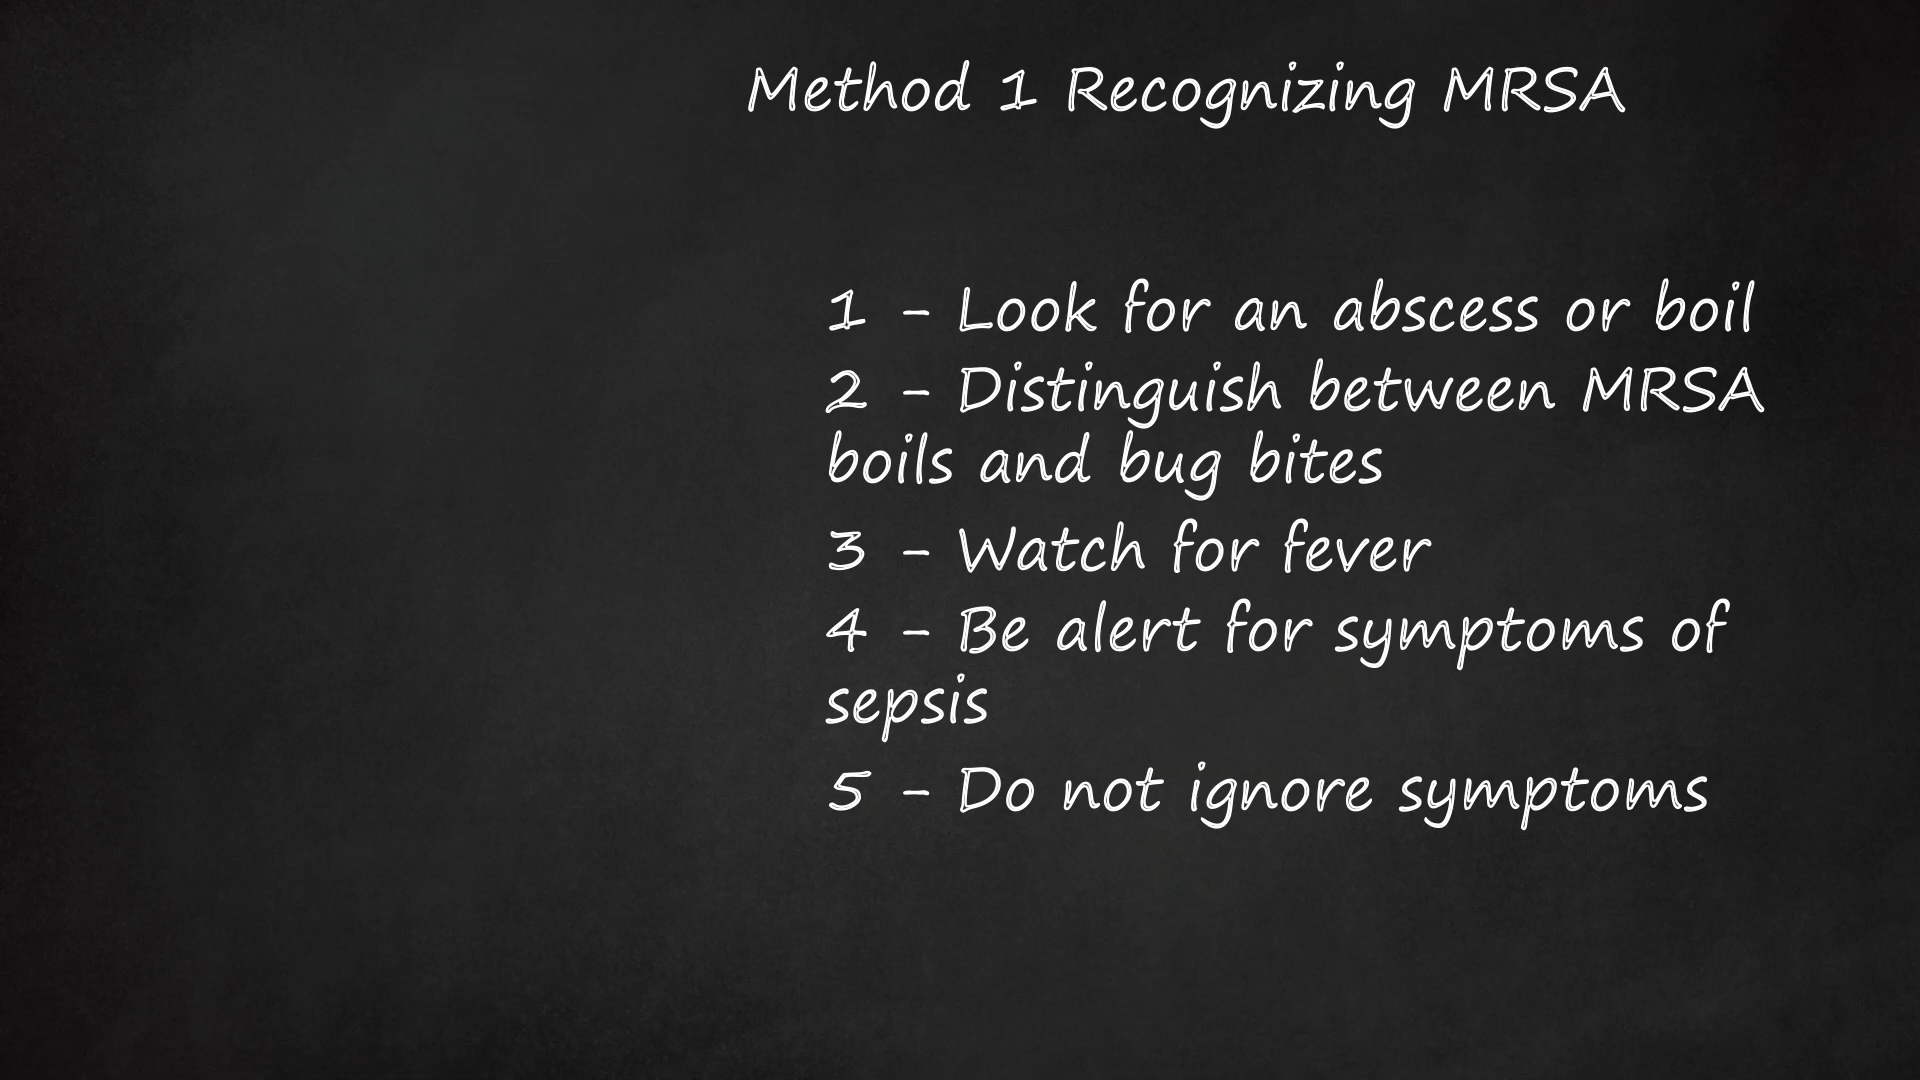 Method 1 Recognizing MRSA
1 - Look for an abscess or boil
2 - Distinguish between MRSA
boils and bug bites
3 - Watch for fever
4 - Be alert for symptoms of
sepsis
5 - Do not ignore symptoms